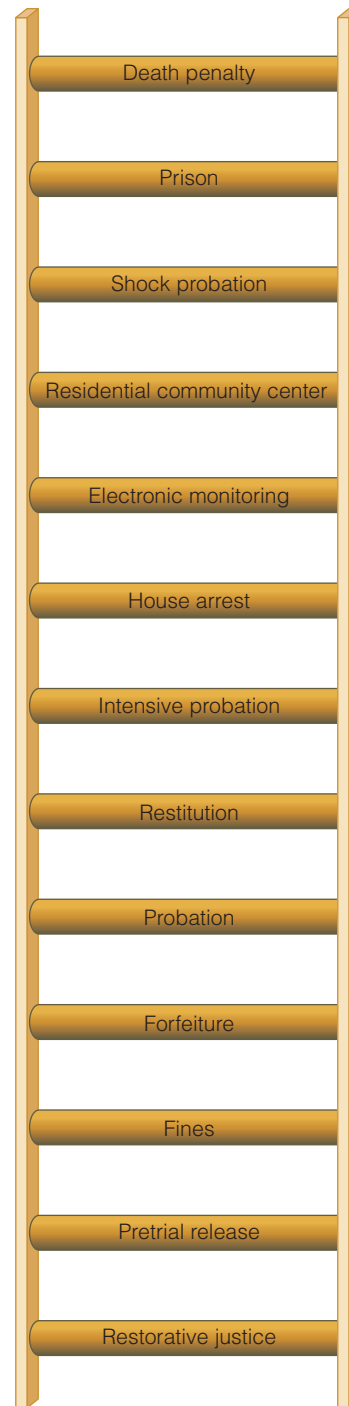 Death penalty
Prison
Shock probation
Residential community center
Electronic monitoring
House arrest
Intensive probation
Restitution
Probation
Forfeiture
Fines
Pretrial release
Restorative justice